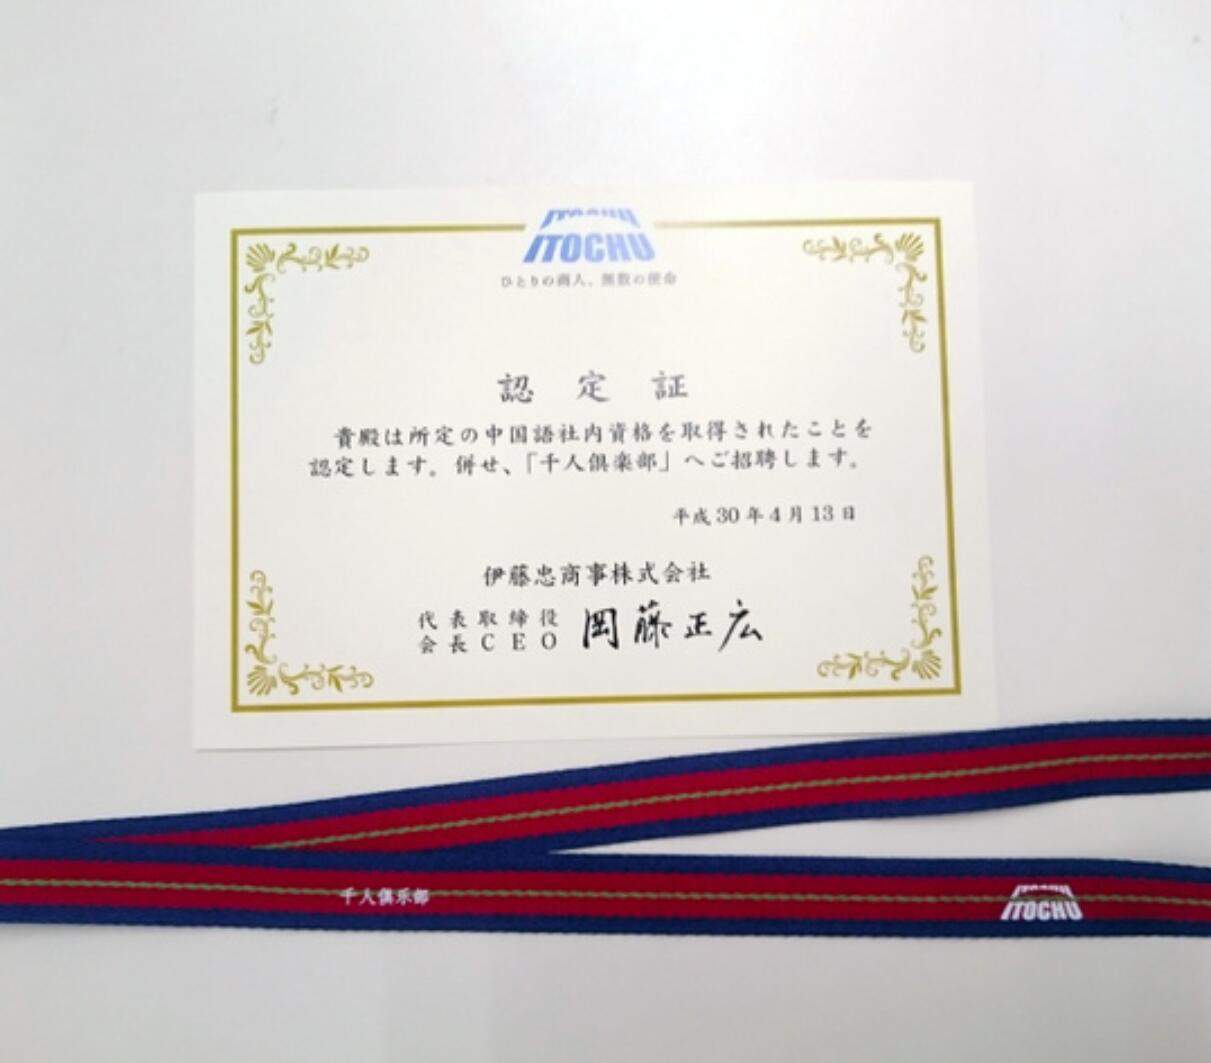 ITOCHU
ITOCHU
ひとりの商人、無数の使命
認定証
貴殿は所定の中国語社内資格を取得されたことを
認定します。併せ、「千人倶楽部」へご招聘します。
平成30年4月13日
伊藤忠商事株式会社
代表取締役
会長CEO 岡藤正広
千人俱乐部
ITOCHU
ITOCHU